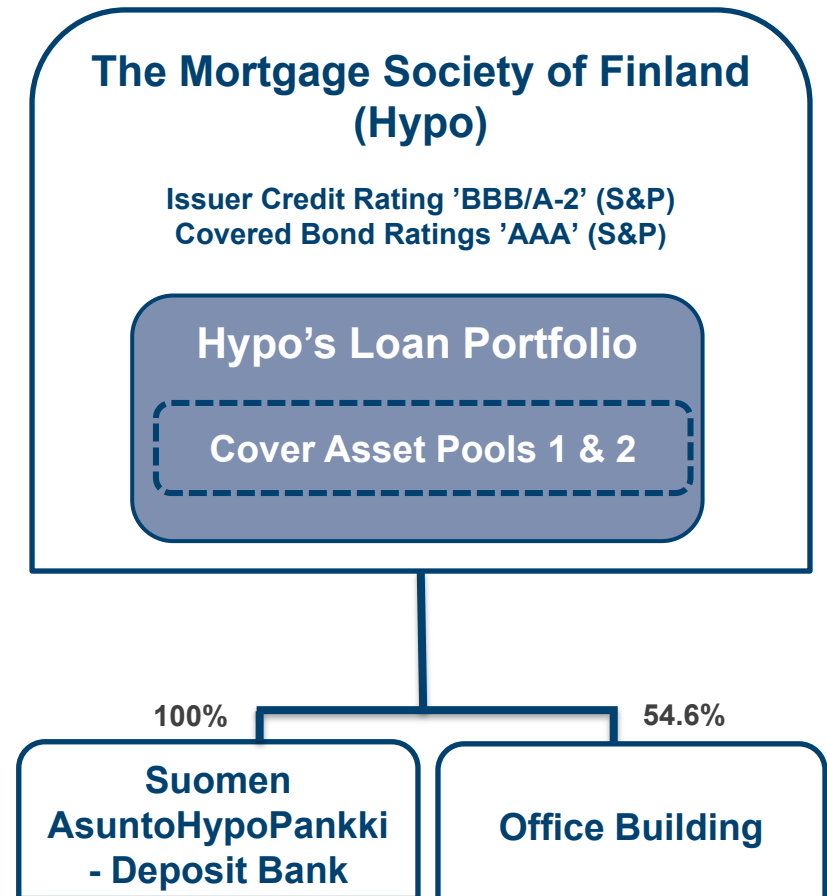 The Mortgage Society of Finland
(Hypo)
Issuer Credit Rating ’BBB/A-2’ (S&P)
Covered Bond Ratings ’AAA’ (S&P)
Hypo’s Loan Portfolio
Cover Asset Pools 1 & 2
100%
54.6%
Suomen
AsuntoHypoPankki
- Deposit Bank
Office Building